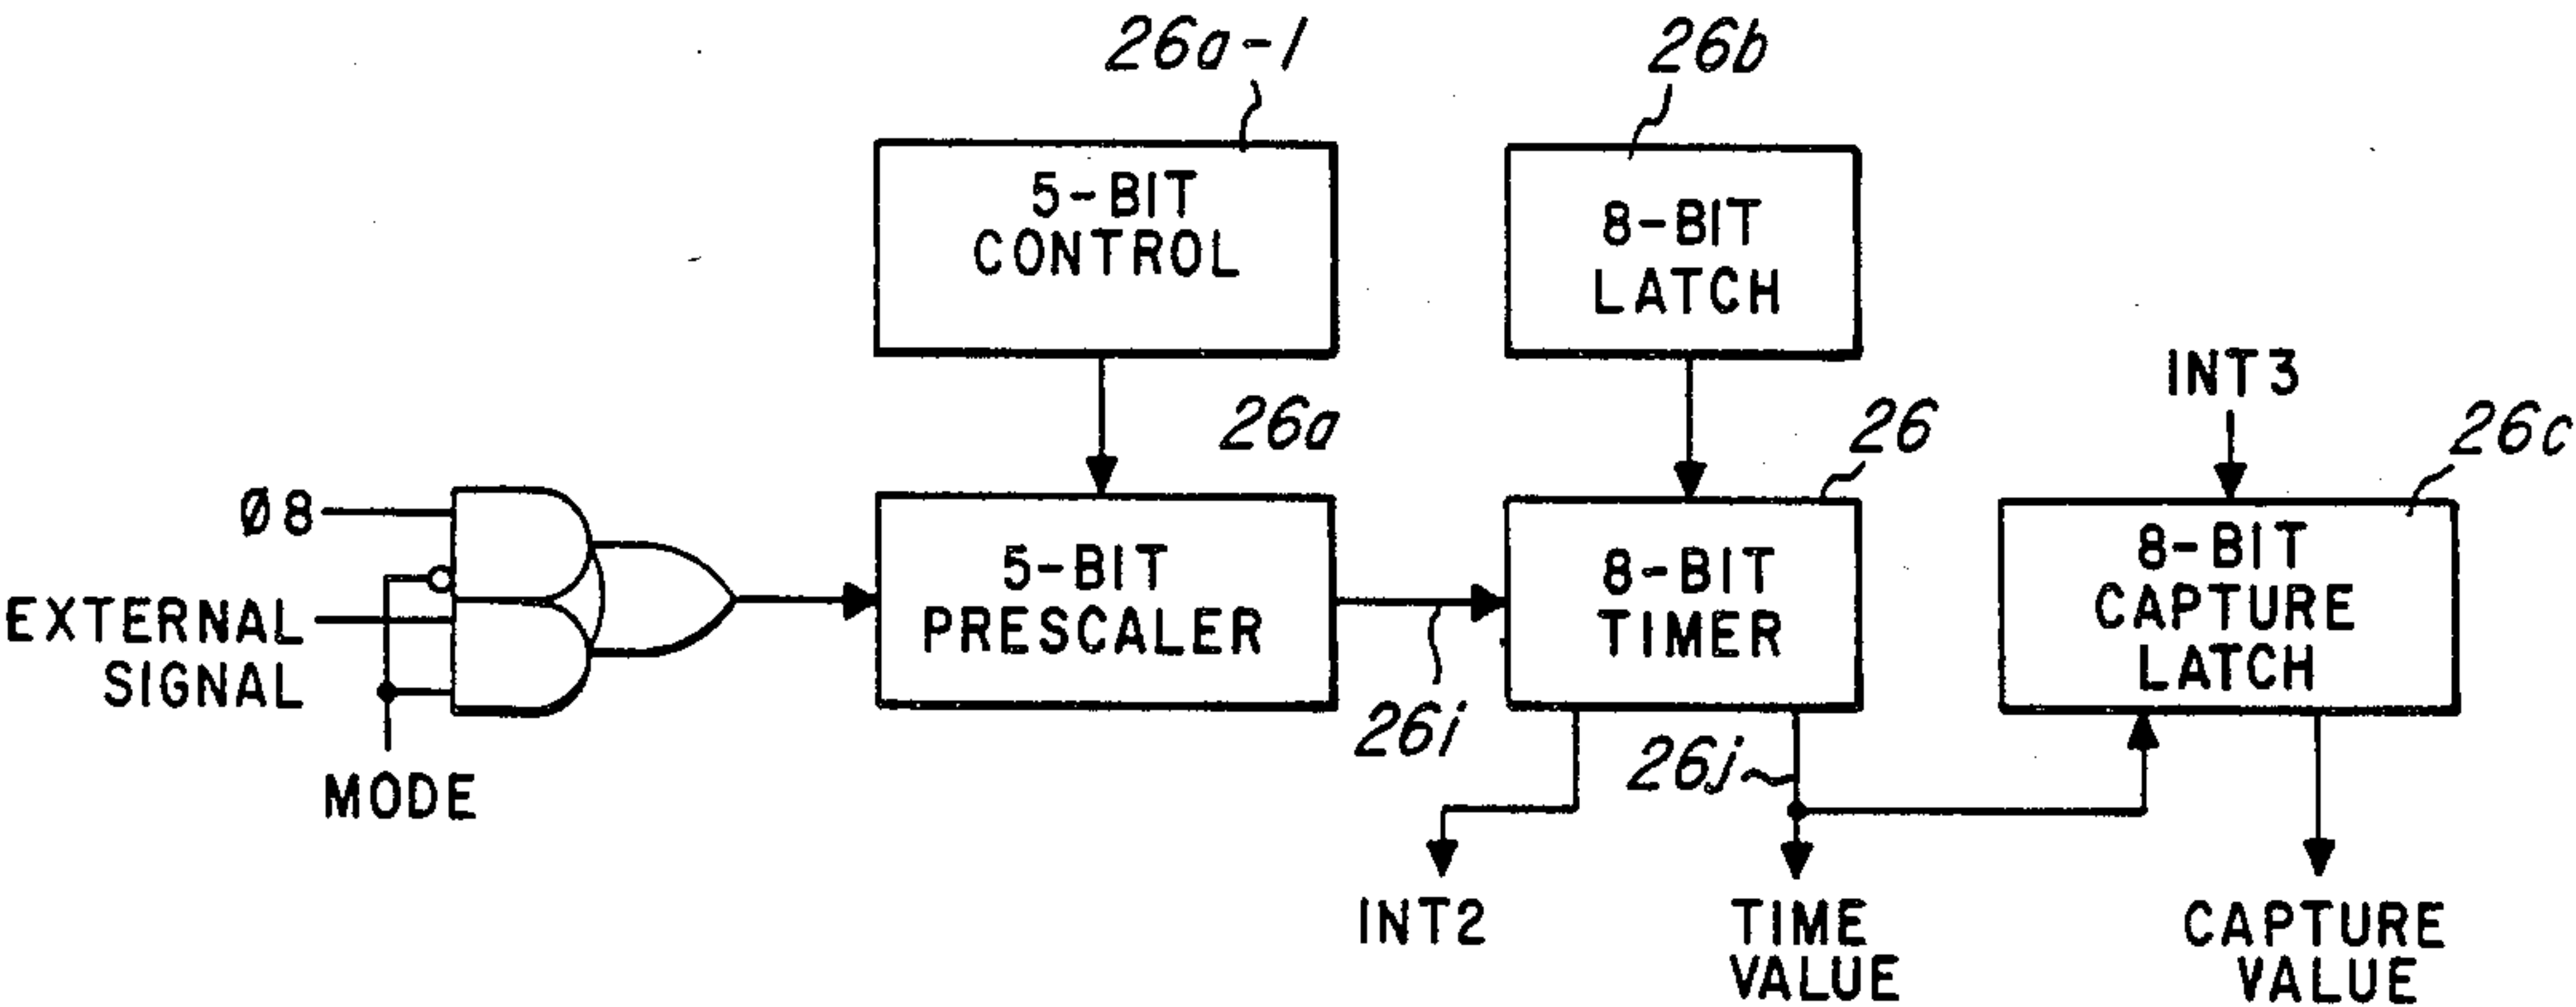 26a-1
26b
5-BIT
CONTROL
8-BIT
LATCH
INT3
26a
26
26c
Ø8
EXTERNAL
SIGNAL
MODE
5-BIT
PRESCALER
8-BIT
TIMER
8-BIT
CAPTURE
LATCH
26i
26j
INT2
TIME
VALUE
CAPTURE
VALUE